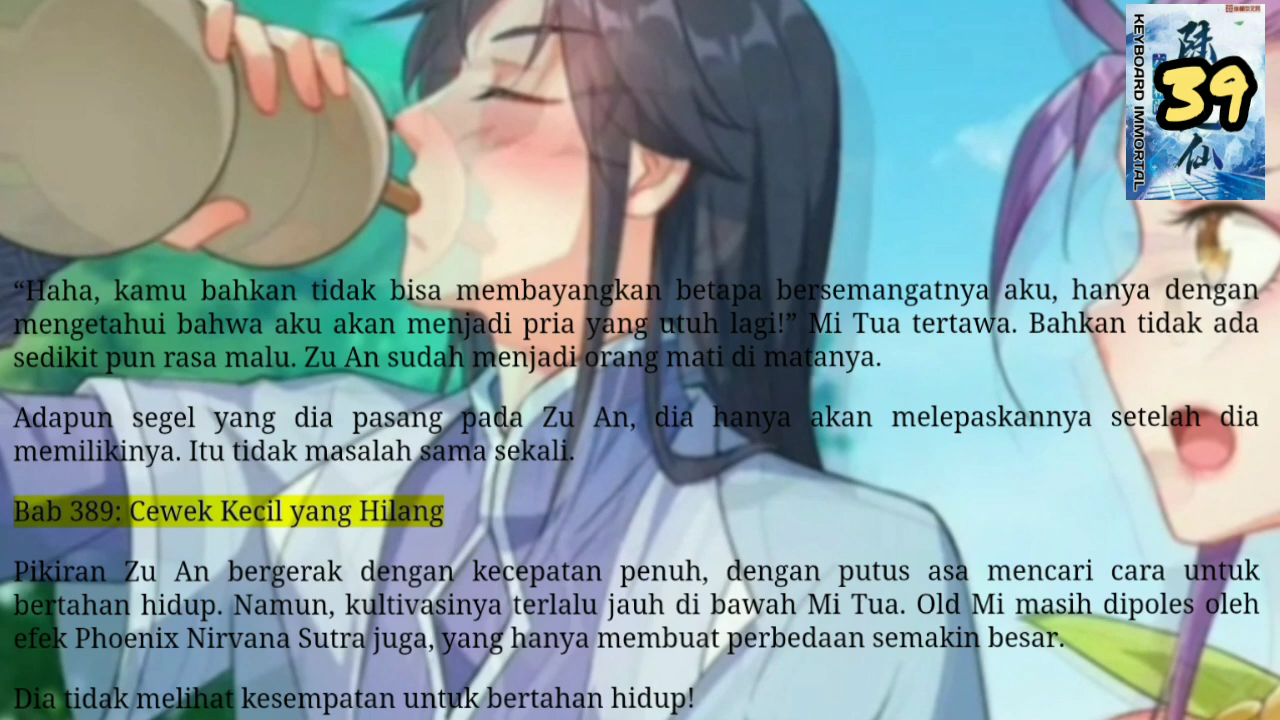 KEYBOARD IMMORTAL
39
仙
“Haha, kamu bahkan tidak bisa membayangkan betapa bersemangatnya aku, hanya dengan
mengetahui bahwa aku akan menjadi pria yang utuh lagi!” Mi Tua tertawa. Bahkan tidak ada
sedikit pun rasa malu. Zu An sudah menjadi orang mati di matanya.
Adapun segel yang dia pasang pada Zu An, dia hanya akan melepaskannya setelah dia
memilikinya. Itu tidak masalah sama sekali.
Bab 389: Cewek Kecil yang Hilang
Pikiran Zu An bergerak dengan kecepatan penuh, dengan putus asa mencari cara untuk
bertahan hidup. Namun, kultivasinya terlalu jauh di bawah Mi Tua. Old Mi masih dipoles oleh
efek Phoenix Nirvana Sutra juga, yang hanya membuat perbedaan semakin besar.
Dia tidak melihat kesempatan untuk bertahan hidup!